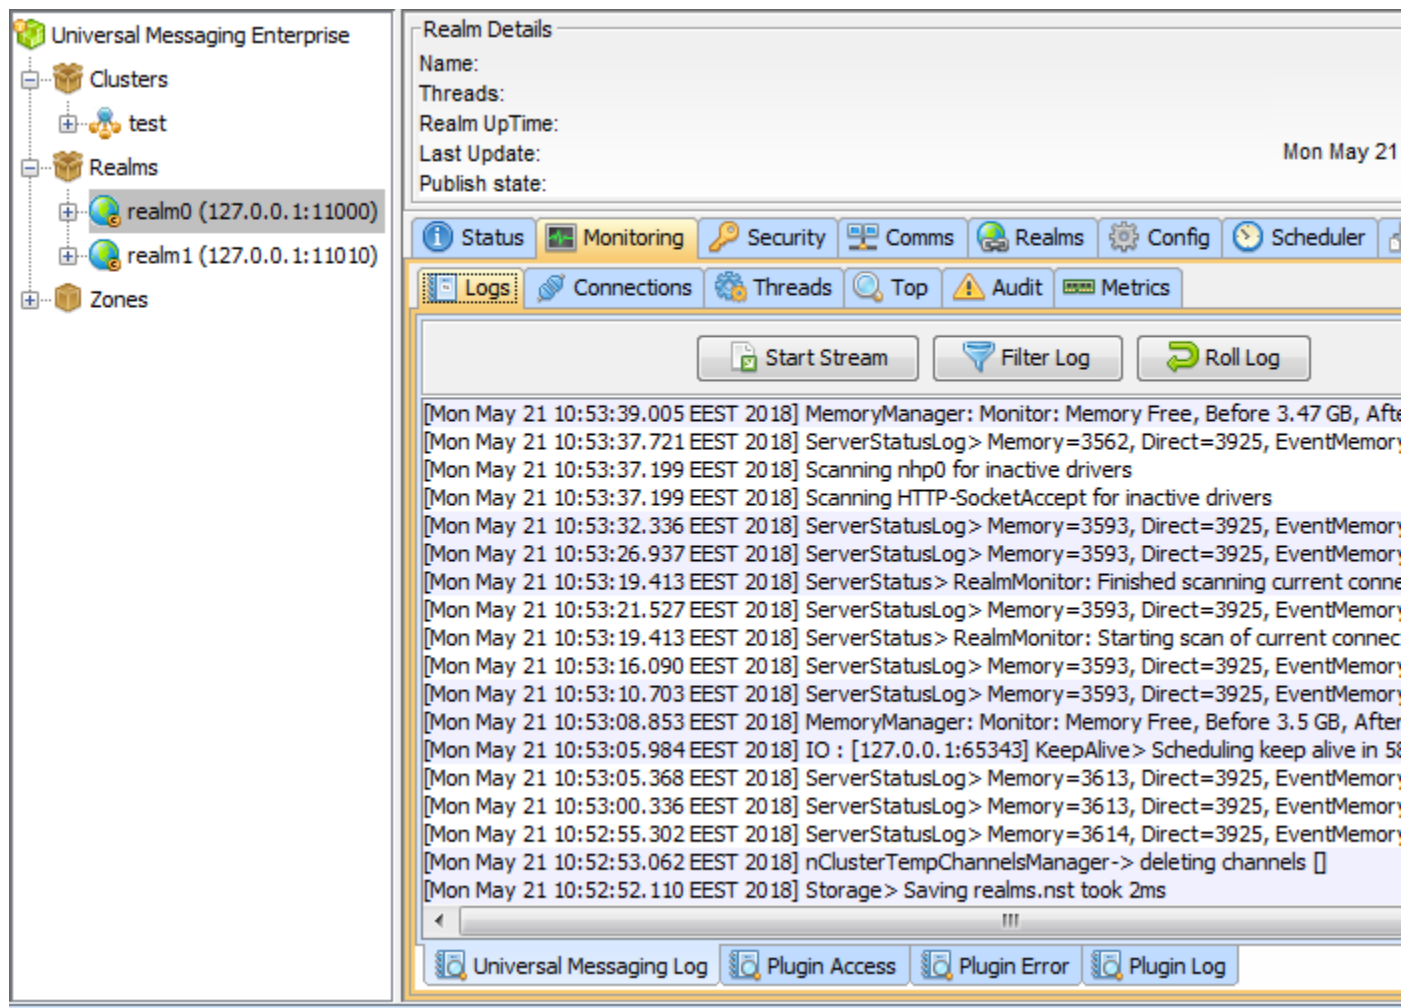 Universal Messaging Enterprise
Clusters
test
Realms
realm0 (127.0.0.1:11000)
realm1 (127.0.0.1:11010)
Zones
Realm Details
Name:
Threads:
Realm UpTime:
Last Update: Mon May 21
Publish state:
Status Monitoring Security Comms Realms Config Scheduler
Logs Connections Threads Top Audit Metrics
Start Stream Filter Log Roll Log
[Mon May 21 10:53:39.005 EEST 2018] MemoryManager: Monitor: Memory Free, Before 3.47 GB, Afte
[Mon May 21 10:53:37.721 EEST 2018] ServerStatusLog> Memory=3562, Direct=3925, EventMemory
[Mon May 21 10:53:37.199 EEST 2018] Scanning nhp0 for inactive drivers
[Mon May 21 10:53:37.199 EEST 2018] Scanning HTTP-SocketAccept for inactive drivers
[Mon May 21 10:53:32.336 EEST 2018] ServerStatusLog> Memory=3593, Direct=3925, EventMemory
[Mon May 21 10:53:26.937 EEST 2018] ServerStatusLog> Memory=3593, Direct=3925, EventMemory
[Mon May 21 10:53:19.413 EEST 2018] ServerStatus> RealmMonitor: Finished scanning current conne
[Mon May 21 10:53:21.527 EEST 2018] ServerStatusLog> Memory=3593, Direct=3925, EventMemory
[Mon May 21 10:53:19.413 EEST 2018] ServerStatus> RealmMonitor: Starting scan of current connec
[Mon May 21 10:53:16.090 EEST 2018] ServerStatusLog> Memory=3593, Direct=3925, EventMemory
[Mon May 21 10:53:10.703 EEST 2018] ServerStatusLog> Memory=3593, Direct=3925, EventMemory
[Mon May 21 10:53:08.853 EEST 2018] MemoryManager: Monitor: Memory Free, Before 3.5 GB, After
[Mon May 21 10:53:05.984 EEST 2018] IO : [127.0.0.1:65343] KeepAlive> Scheduling keep alive in 58
[Mon May 21 10:53:05.368 EEST 2018] ServerStatusLog> Memory=3613, Direct=3925, EventMemory
[Mon May 21 10:53:00.336 EEST 2018] ServerStatusLog> Memory=3613, Direct=3925, EventMemory
[Mon May 21 10:52:55.302 EEST 2018] ServerStatusLog> Memory=3614, Direct=3925, EventMemory
[Mon May 21 10:52:53.062 EEST 2018] nClusterTempChannelsManager-> deleting channels []
[Mon May 21 10:52:52.110 EEST 2018] Storage> Saving realms.nst took 2ms
Universal Messaging Log Plugin Access Plugin Error Plugin Log